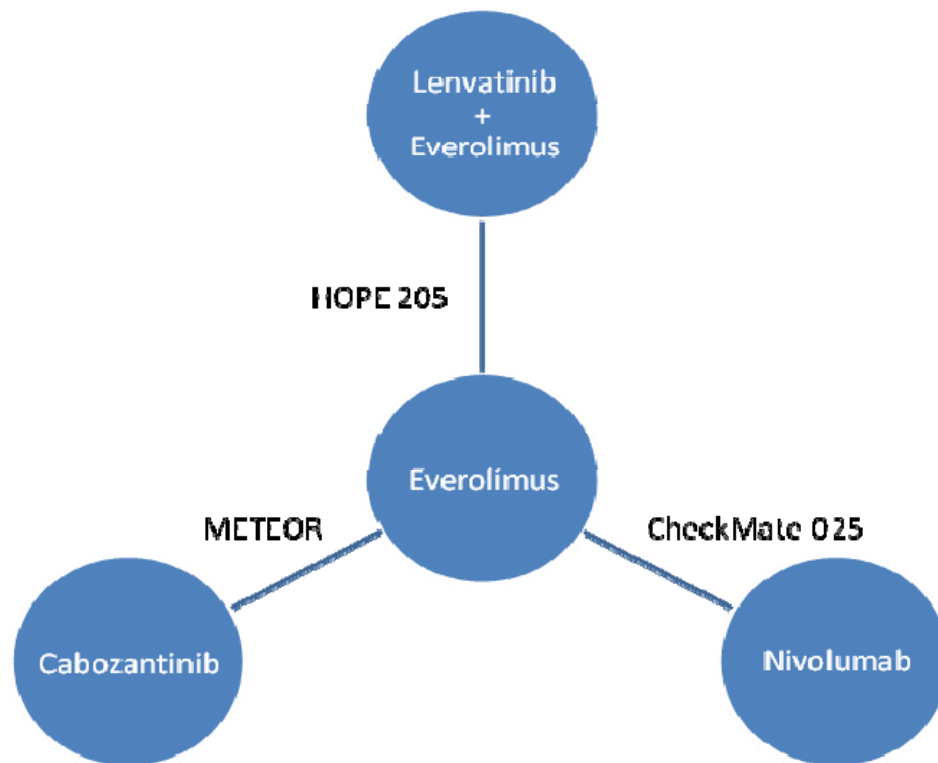 Lenvatinib
+
Everolimus
HOPE 205
Everolimus
METEOR
CheckMate 025
Cabozantinib
Nivolumab